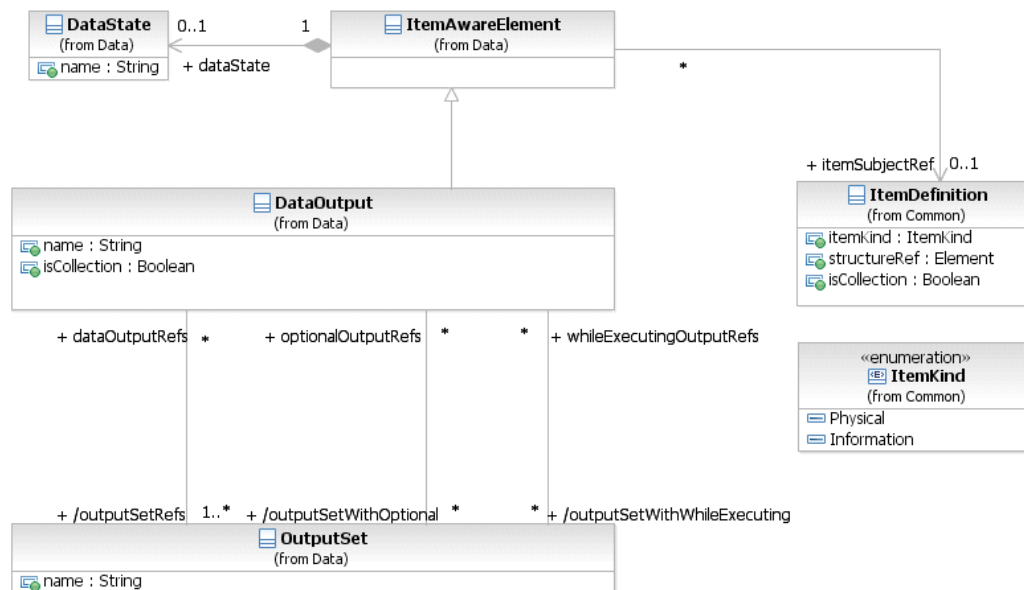 DataState
(from Data)
name : String
0..1
1
+ dataState
ItemAwareElement
(from Data)
*
+ itemSubjectRef
0..1
ItemDefinition
(from Common)
itemKind : ItemKind
structureRef : Element
isCollection : Boolean
DataOutput
(from Data)
name : String
isCollection : Boolean
+ dataOutputRefs
*
+ optionalOutputRefs
*
*
+ whileExecutingOutputRefs
«enumeration»
ItemKind
(from Common)
Physical
Information
+ /outputSetRefs
1..*
+ /outputSetWithOptional
*
*
+ /outputSetWithWhileExecuting
OutputSet
(from Data)
name : String